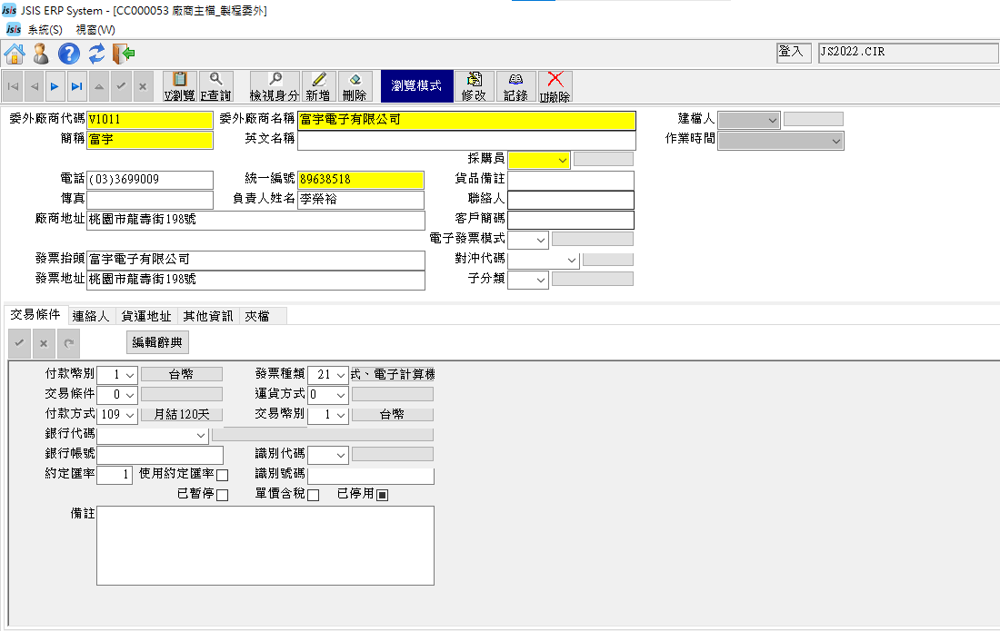 jsis JSIS ERP System - [CC000053 廠商主檔_製程委外]
jsis 系統(S) 視窗(W)
登入 JS2022.CIR
V瀏覽 F查詢 檢視身分 新增 刪除 瀏覽模式 修改 記錄 U撤除
委外廠商代碼 V1011 委外廠商名稱 富宇電子有限公司 建檔人
簡稱 富宇 英文名稱 作業時間
採購員
電話 (03)3699009 統一編號 89638518 貨品備註
傳真 負責人姓名 李榮裕 聯絡人
廠商地址 桃園市龍壽街198號 客戶簡碼
電子發票模式
發票抬頭 富宇電子有限公司 對沖代碼
發票地址 桃園市龍壽街198號 子分類
交易條件 連絡人 貨運地址 其他資訊 夾檔
編輯辭典
付款幣別 1 台幣 發票種類 21 式、電子計算機
交易條件 0 運貨方式 0
付款方式 109 月結120天 交易幣別 1 台幣
銀行代碼
銀行帳號 識別代碼
約定匯率 1 使用約定匯率 識別號碼
已暫停 單價含稅 已停用
備註